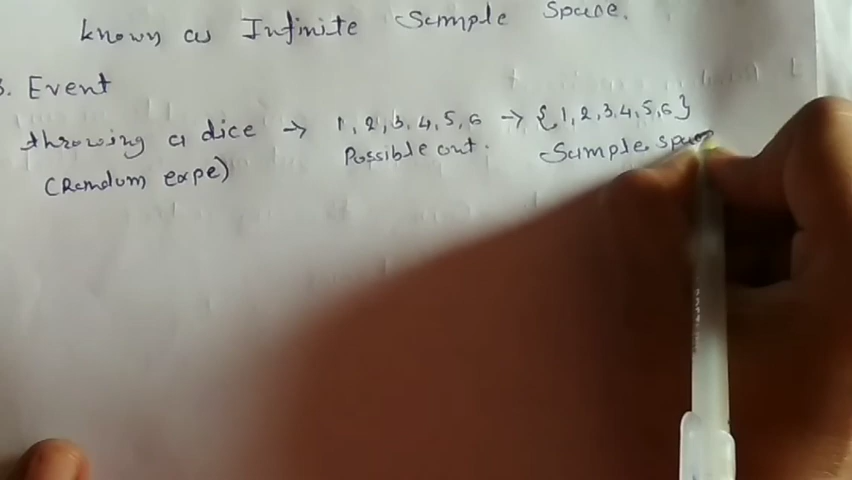 known as Infinite Sample Space.
3. Event
throwing a dice → 1, 2, 3, 4, 5, 6 → {1, 2, 3, 4, 5, 6}
(Random expe) Possible out. Sample spac